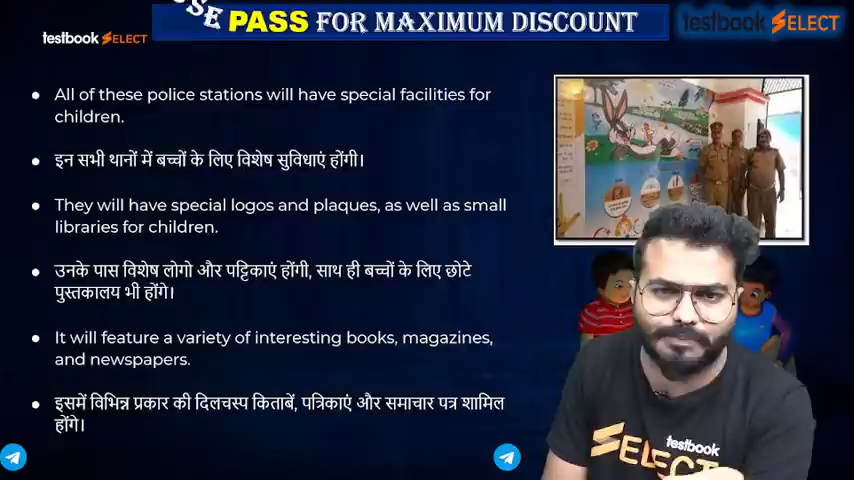 USE PASS FOR MAXIMUM DISCOUNT
testbook SELECT
testbook SELECT
All of these police stations will have special facilities for
children.
इन सभी थानों में बच्चों के लिए विशेष सुविधाएं होंगी।
They will have special logos and plaques, as well as small
libraries for children.
उनके पास विशेष लोगो और पट्टिकाएं होंगी, साथ ही बच्चों के लिए छोटे
पुस्तकालय भी होंगे।
It will feature a variety of interesting books, magazines,
and newspapers.
इसमें विभिन्न प्रकार की दिलचस्प किताबें, पत्रिकाएं और समाचार पत्र शामिल
होंगे।
testbook
SELECT